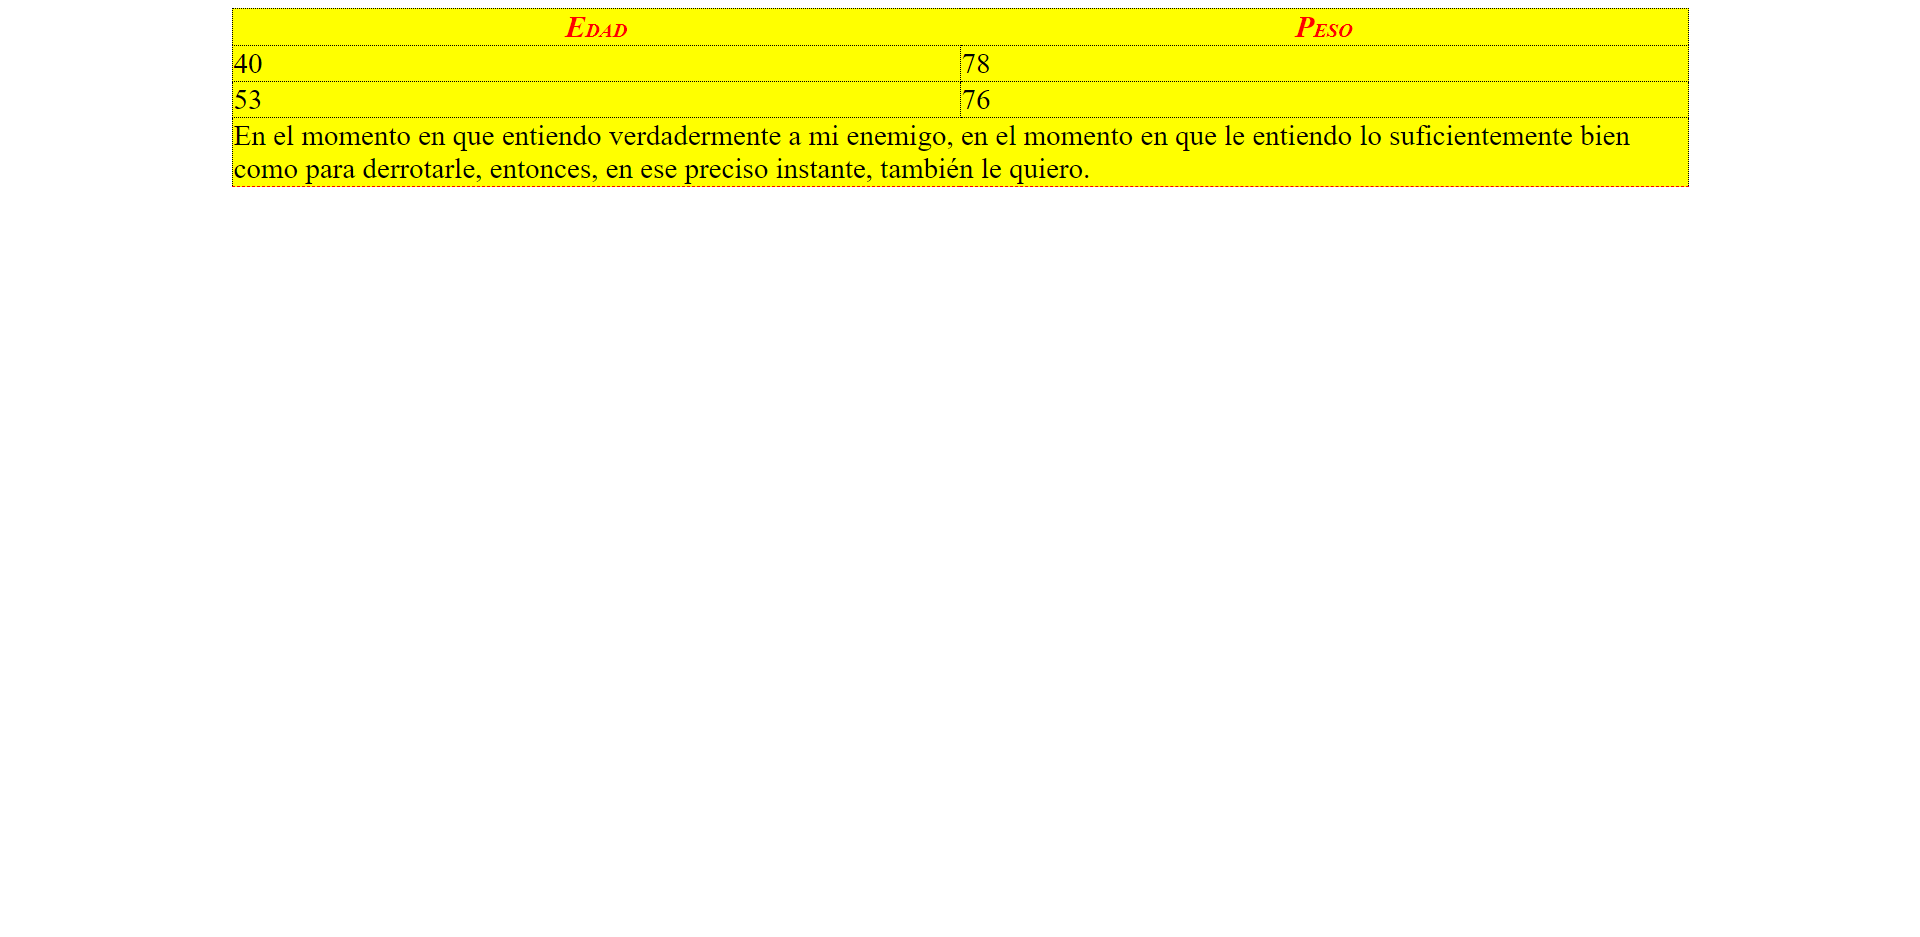 Edad Peso
40 78
53 76
En el momento en que entiendo verdadermente a mi enemigo, en el momento en que le entiendo lo suficientemente bien
como para derrotarle, entonces, en ese preciso instante, también le quiero.